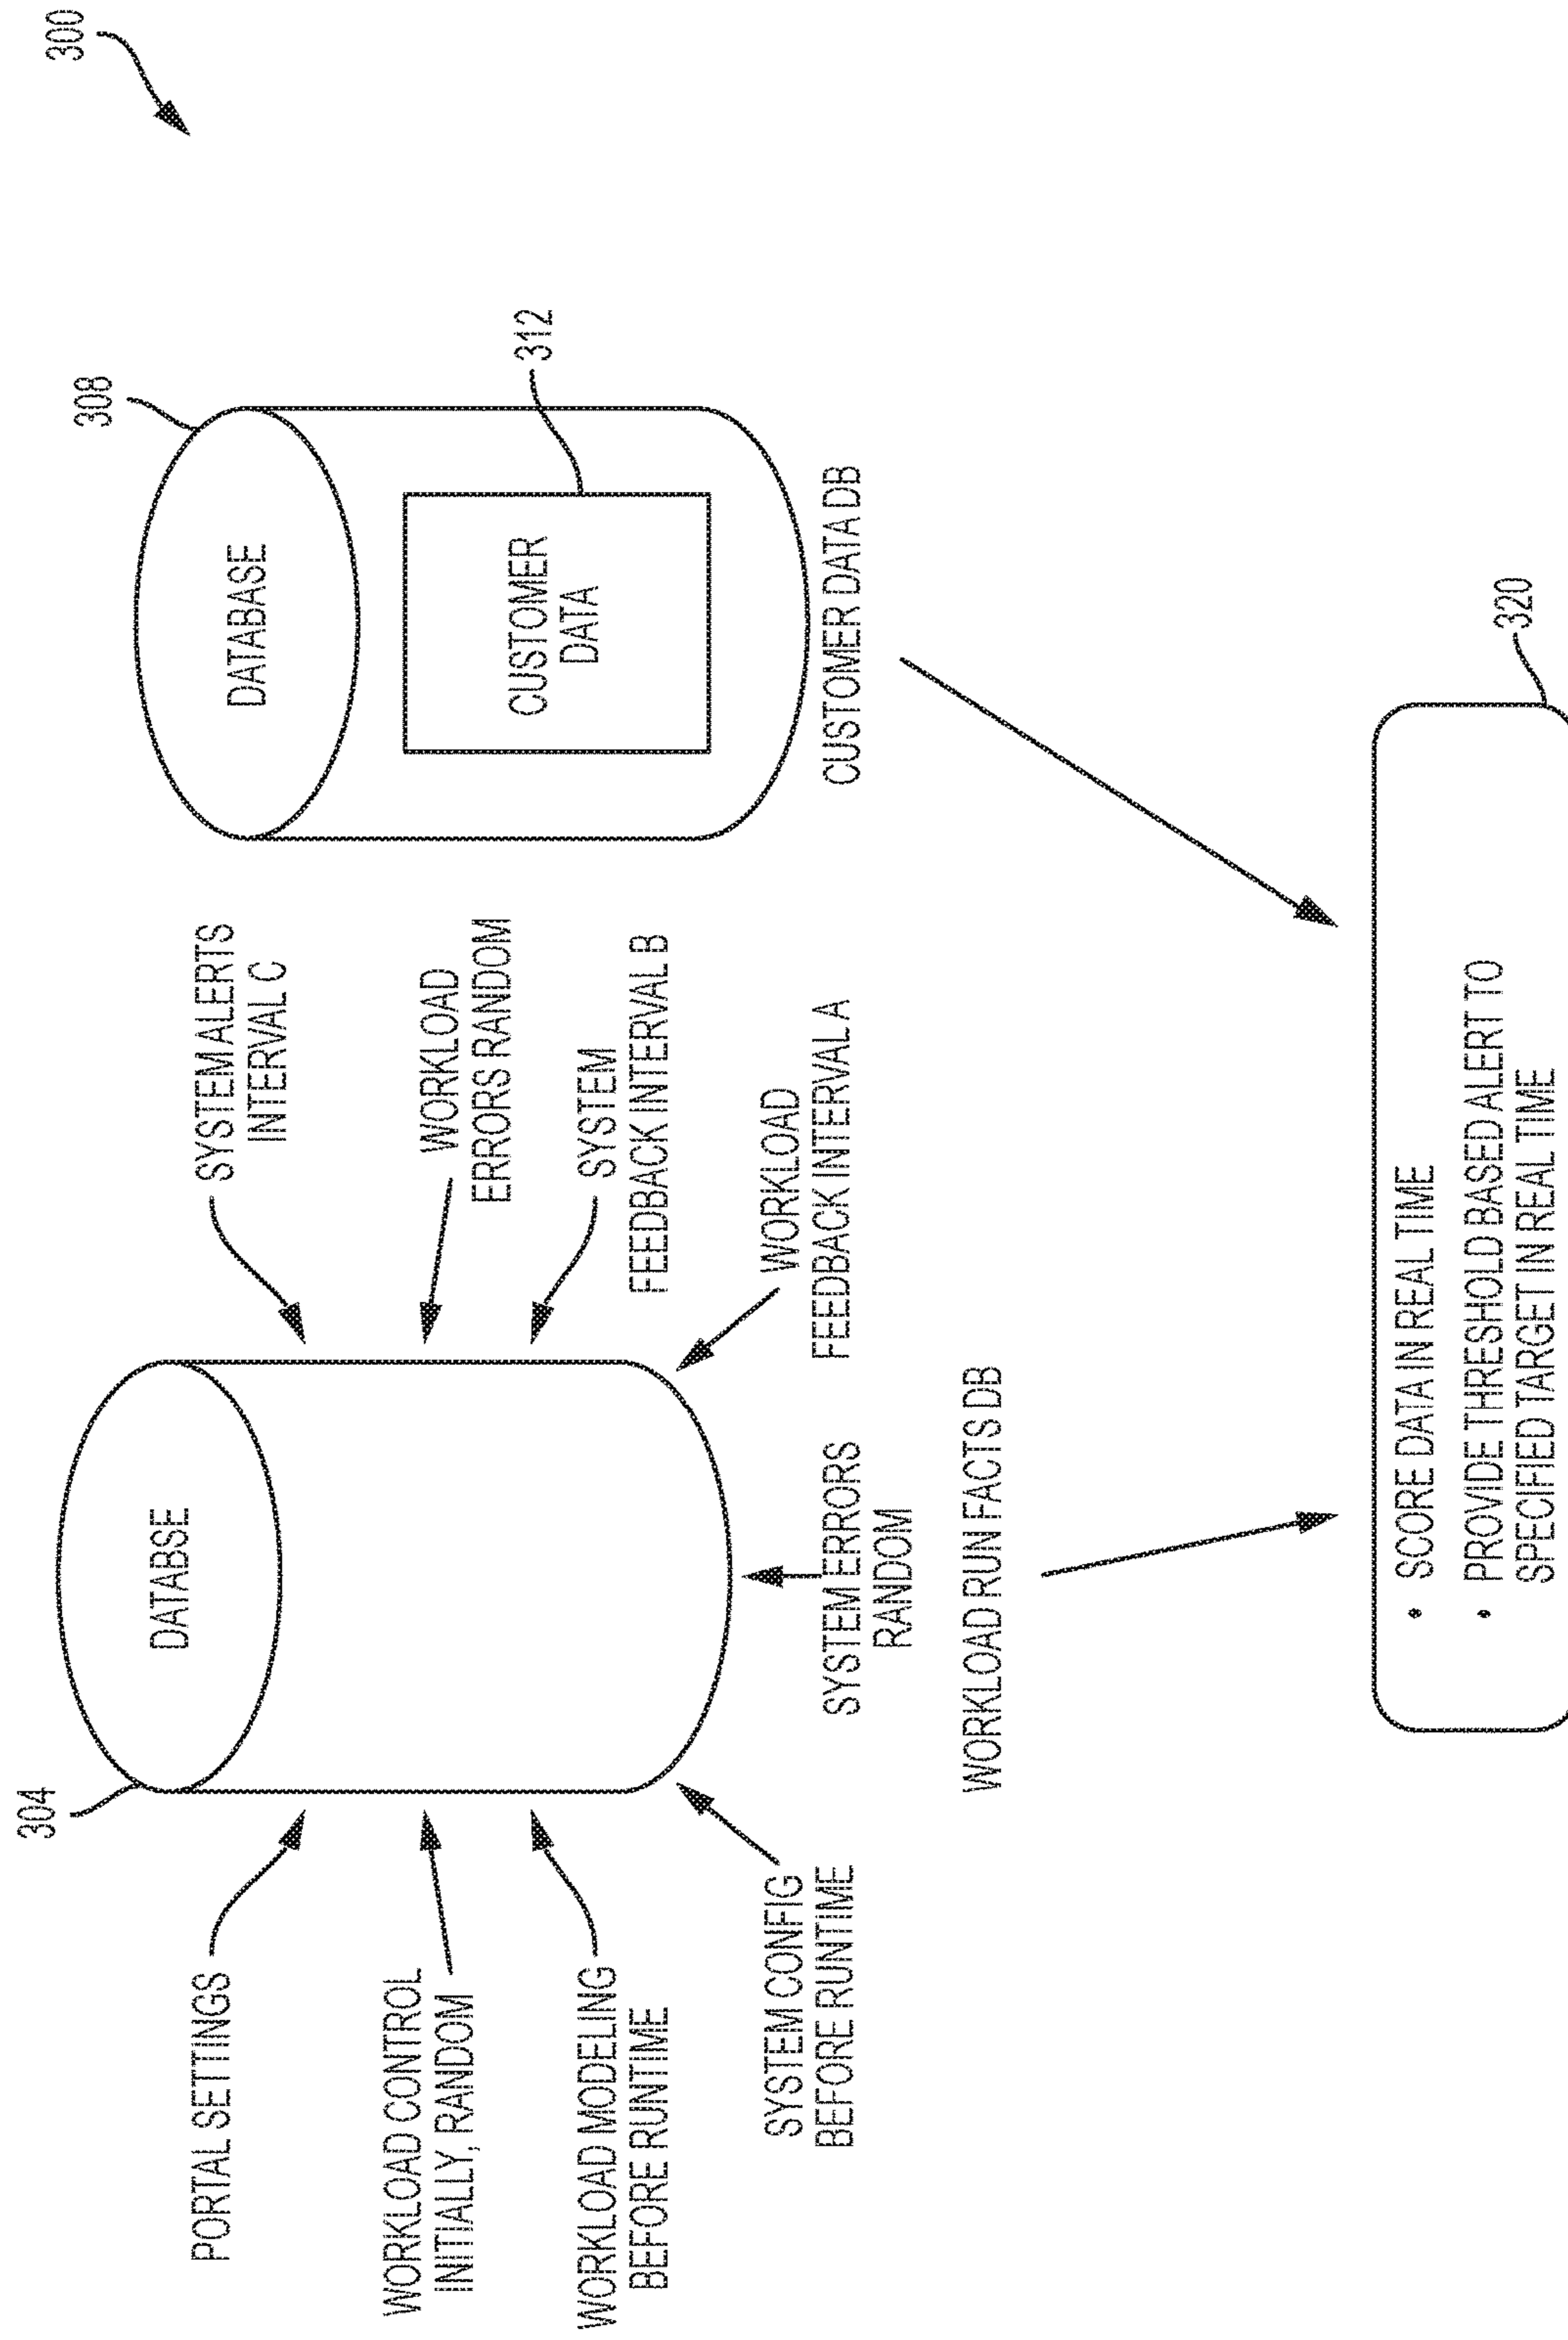 300
304
DATABSE
PORTAL SETTINGS
WORKLOAD CONTROL
INITIALLY, RANDOM
WORKLOAD MODELING
BEFORE RUNTIME
SYSTEM CONFIG
BEFORE RUNTIME
SYSTEM ERRORS
RANDOM
SYSTEM ALERTS
INTERVAL C
WORKLOAD
ERRORS RANDOM
SYSTEM
FEEDBACK INTERVAL B
WORKLOAD
FEEDBACK INTERVAL A
WORKLOAD RUN FACTS DB
308
DATABASE
312
CUSTOMER
DATA
CUSTOMER DATA DB
320
• SCORE DATA IN REAL TIME
• PROVIDE THRESHOLD BASED ALERT TO
SPECIFIED TARGET IN REAL TIME